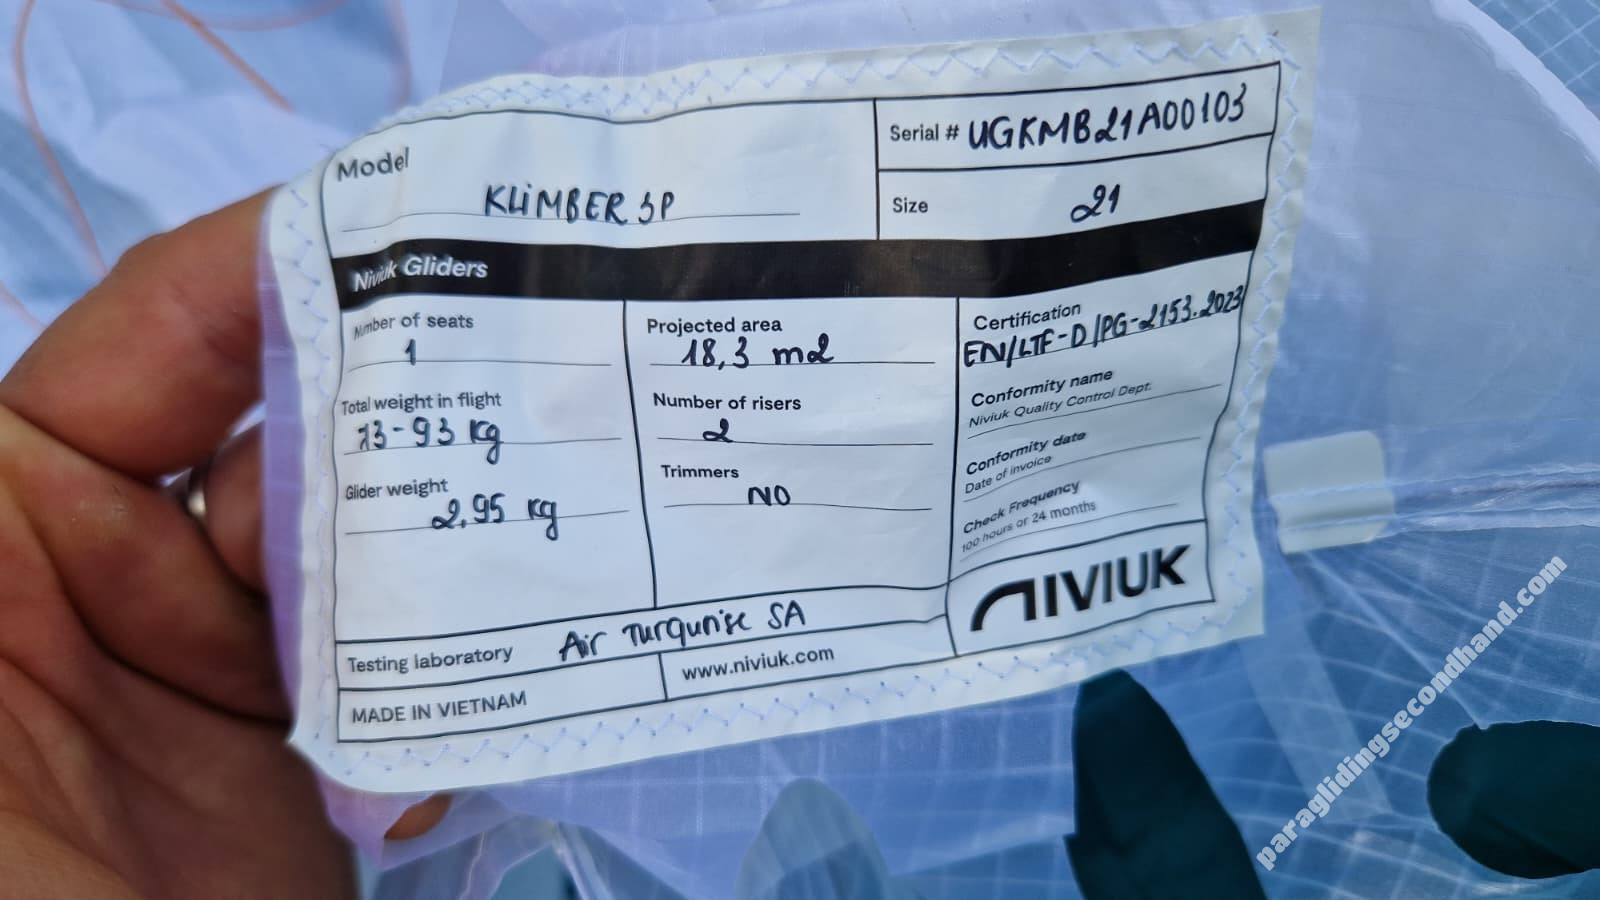 Model
KLiMBER 3P
Serial # UGKMB21A00103
Size 21
Niviuk Gliders
Number of seats
1
Total weight in flight
73-93 kg
Glider weight
2,95 kg
Projected area
18,3 m2
Number of risers
2
Trimmers
NO
Certification
EN/LTF-D/PG-2153.2023
Conformity name
Niviuk Quality Control Dept.
Conformity date
Date of invoice
Check Frequency
100 hours or 24 months
NIVIUK
Testing laboratory Air Turquoise SA
MADE IN VIETNAM
www.niviuk.com
paraglidingsecondhand.com